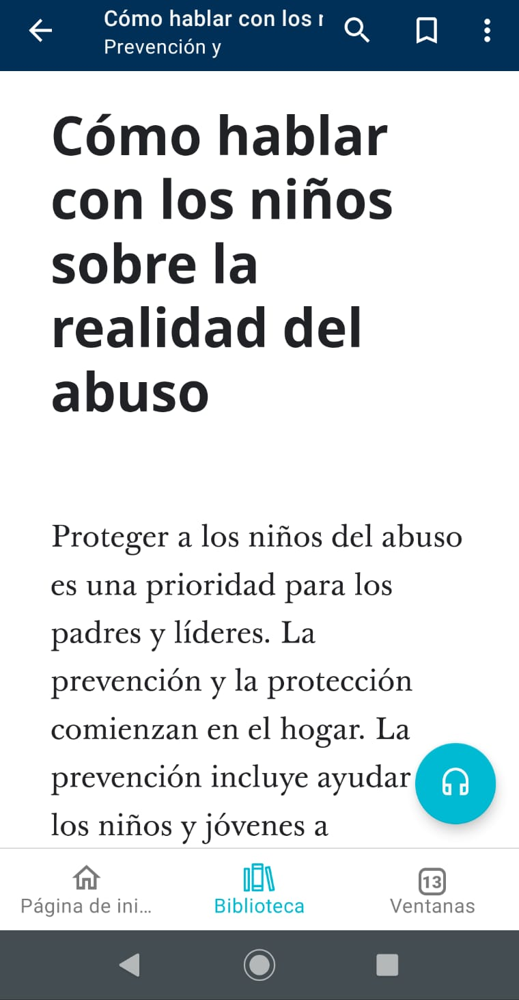 Cómo hablar con los
Prevención y
Cómo hablar
con los niños
sobre la
realidad del
abuso
Proteger a los niños del abuso
es una prioridad para los
padres y líderes. La
prevención y la protección
comienzan en el hogar. La
prevención incluye ayudar
los niños y jóvenes a
13
Página de ini...
Biblioteca
Ventanas